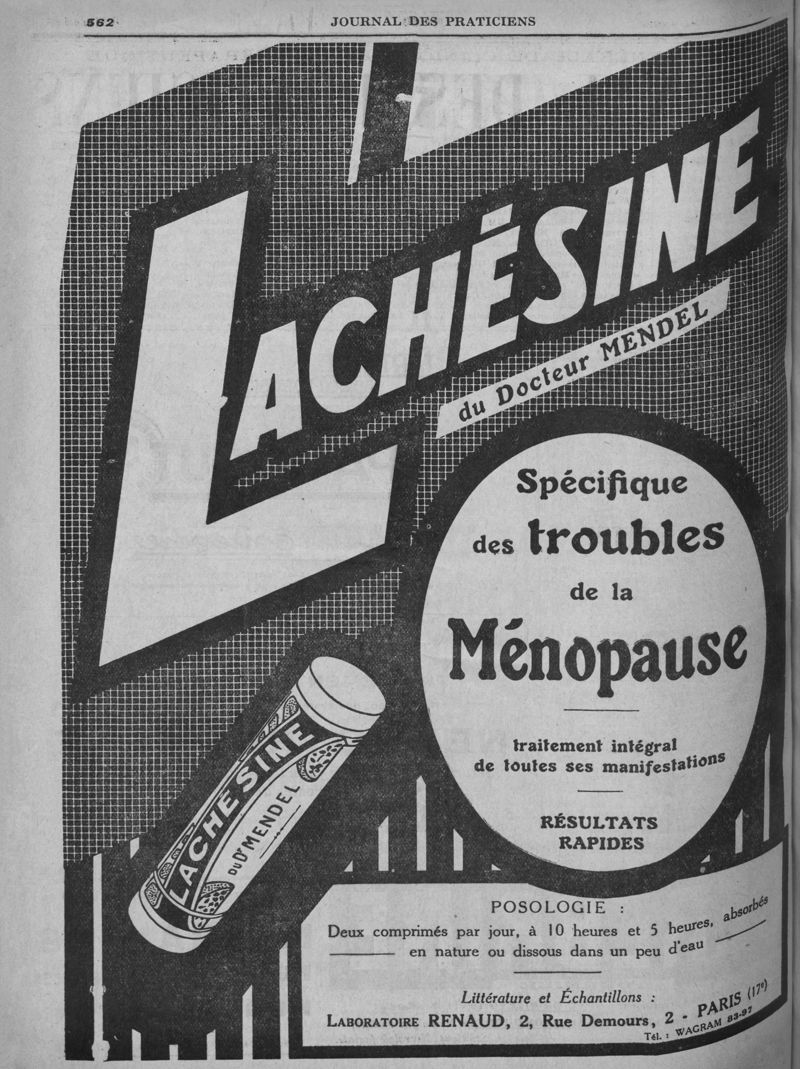 562
JOURNAL DES PRATICIENS
LACHÉSINE
du Docteur MENDEL
Spécifique
des troubles
de la
Ménopause
traitement intégral
de toutes ses manifestations
RÉSULTATS
RAPIDES
LACHÉSINE
DU Dr MENDEL
POSOLOGIE :
Deux comprimés par jour, à 10 heures et 5 heures, absorbés
en nature ou dissous dans un peu d'eau
Littérature et Échantillons :
LABORATOIRE RENAUD, 2, Rue Demours, 2 - PARIS (17e)
Tél. : WAGRAM 83-97